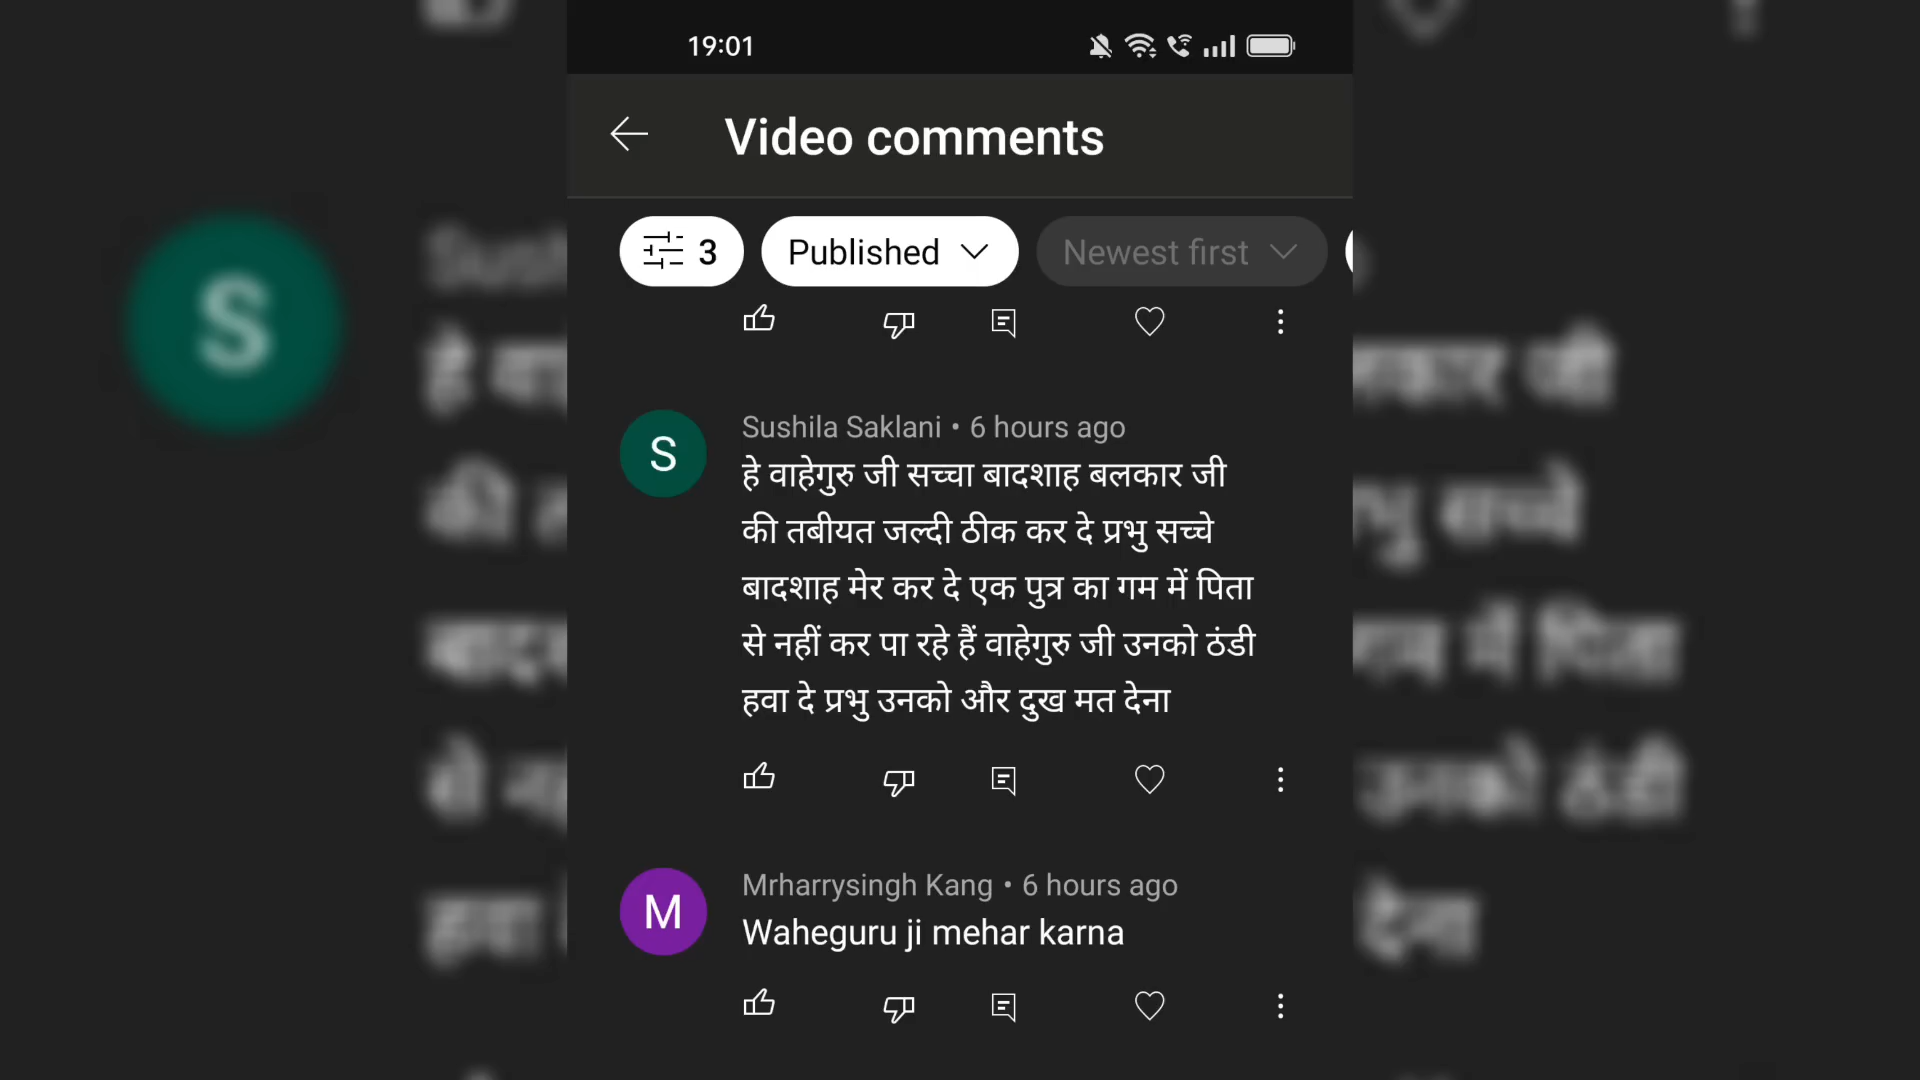 19:01
Video comments
3 Published Newest first
Sushila Saklani • 6 hours ago
हे वाहेगुरु जी सच्चा बादशाह बलकार जी
की तबीयत जल्दी ठीक कर दे प्रभु सच्चे
बादशाह मेर कर दे एक पुत्र का गम में पिता
से नहीं कर पा रहे हैं वाहेगुरु जी उनको ठंडी
हवा दे प्रभु उनको और दुख मत देना
Mrharrysingh Kang • 6 hours ago
Waheguru ji mehar karna